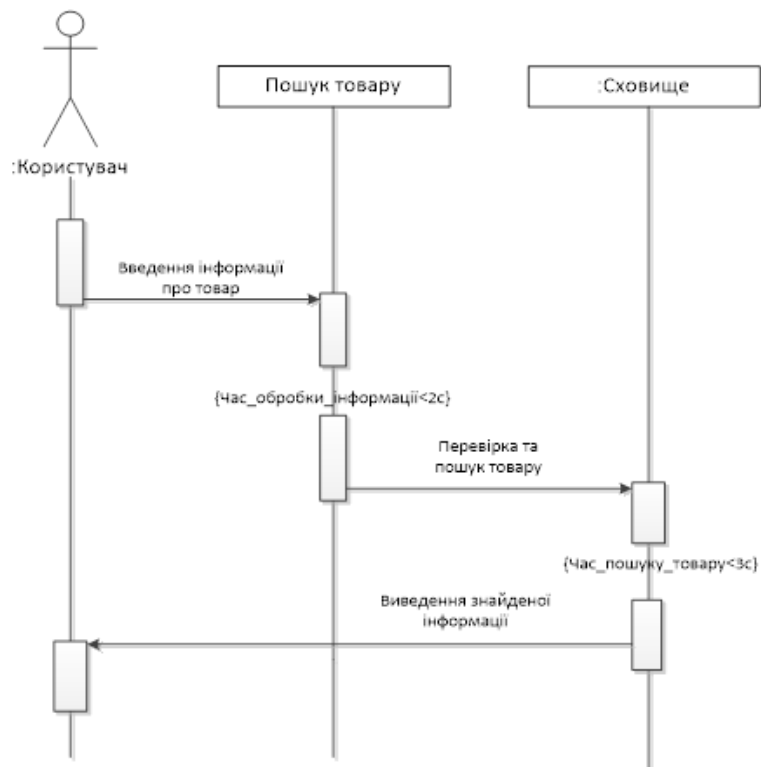 Пошук товару
:Сховище
:Користувач
Введення інформації
про товар
{Час_обробки_інформації<2с}
Перевірка та
пошук товару
{Час_пошуку_товару<3с}
Виведення знайденої
інформації